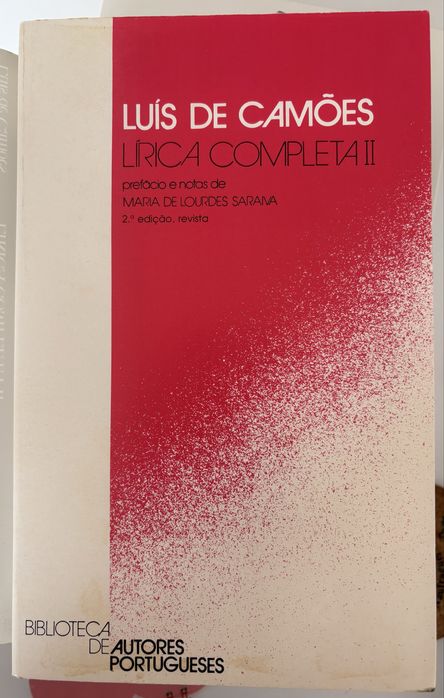 LUÍS DE CAMÕES
LÍRICA COMPLETA II
prefácio e notas de
MARIA DE LOURDES SARAIVA
2.ª edição, revista
BIBLIOTECA
DE AUTORES
PORTUGUESES